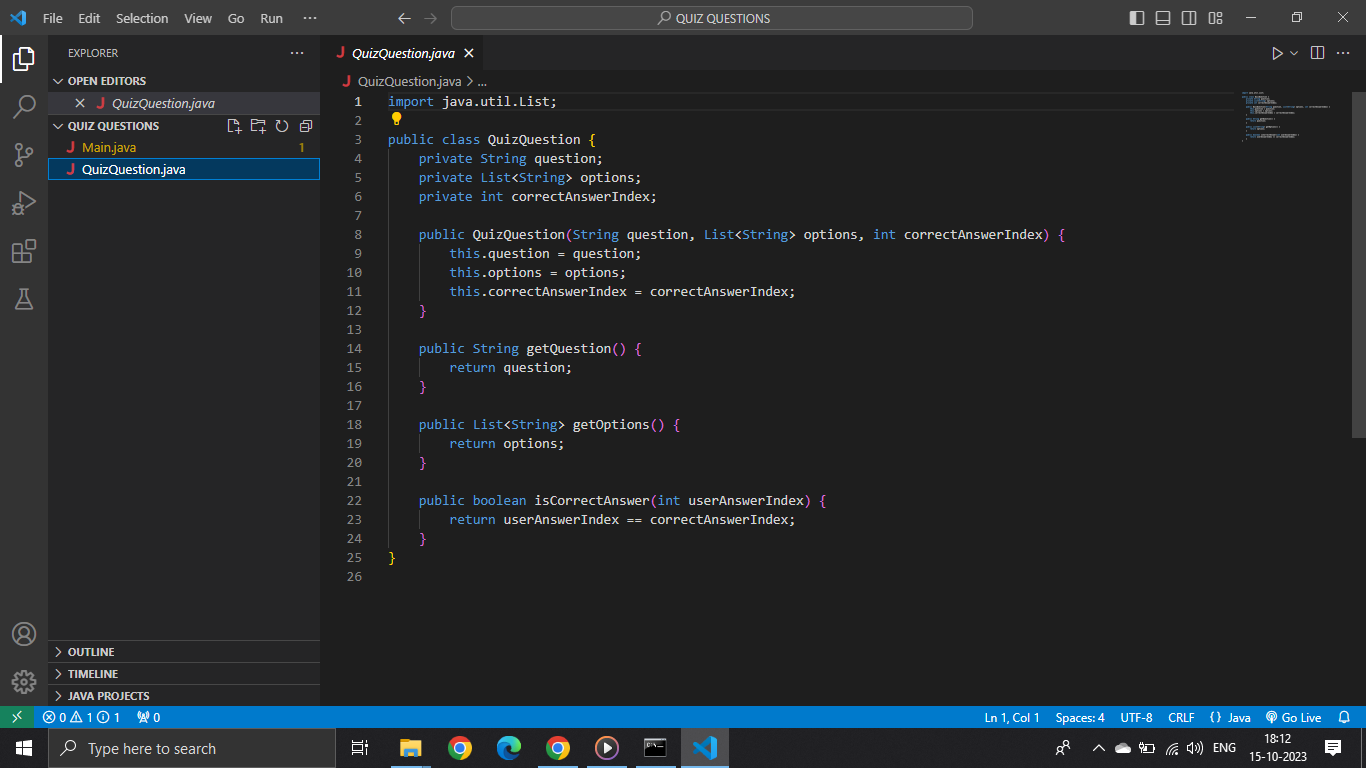 File Edit Selection View Go Run ··· QUIZ QUESTIONS
EXPLORER ···
OPEN EDITORS
J QuizQuestion.java
QUIZ QUESTIONS
J Main.java 1
J QuizQuestion.java
OUTLINE
TIMELINE
JAVA PROJECTS
J QuizQuestion.java
J QuizQuestion.java > ...
1 import java.util.List;
2
3 public class QuizQuestion {
4 private String question;
5 private List<String> options;
6 private int correctAnswerIndex;
7
8 public QuizQuestion(String question, List<String> options, int correctAnswerIndex) {
9 this.question = question;
10 this.options = options;
11 this.correctAnswerIndex = correctAnswerIndex;
12 }
13
14 public String getQuestion() {
15 return question;
16 }
17
18 public List<String> getOptions() {
19 return options;
20 }
21
22 public boolean isCorrectAnswer(int userAnswerIndex) {
23 return userAnswerIndex == correctAnswerIndex;
24 }
25 }
26
0 1 1 0 Ln 1, Col 1 Spaces: 4 UTF-8 CRLF {} Java Go Live
Type here to search ENG 18:12
15-10-2023